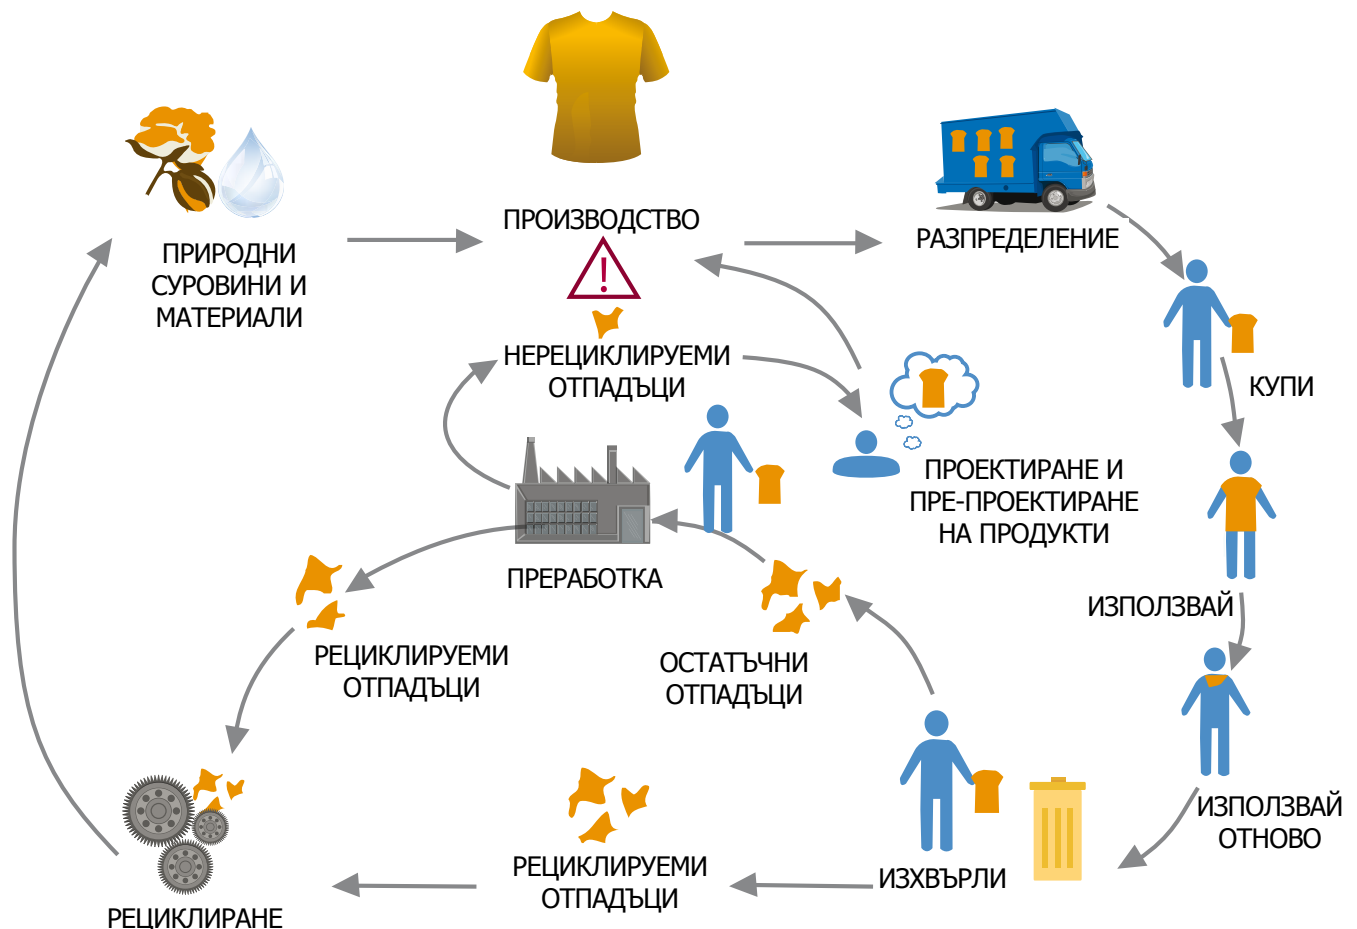 ПРОИЗВОДСТВО
РАЗПРЕДЕЛЕНИЕ
ПРИРОДНИ
СУРОВИНИ И
МАТЕРИАЛИ
!
НЕРЕЦИКЛИРУЕМИ
ОТПАДЪЦИ
КУПИ
ПРОЕКТИРАНЕ И
ПРЕ-ПРОЕКТИРАНЕ
НА ПРОДУКТИ
ПРЕРАБОТКА
ИЗПОЛЗВАЙ
РЕЦИКЛИРУЕМИ
ОТПАДЪЦИ
ОСТАТЪЧНИ
ОТПАДЪЦИ
ИЗПОЛЗВАЙ
ОТНОВО
РЕЦИКЛИРУЕМИ
ОТПАДЪЦИ
ИЗХВЪРЛИ
РЕЦИКЛИРАНЕ